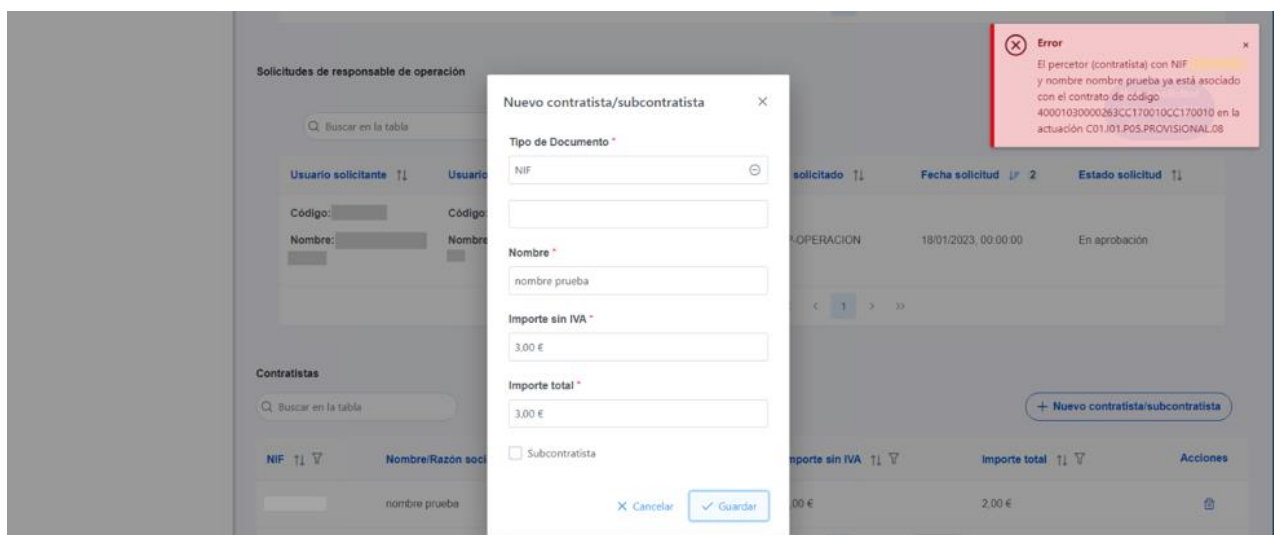 Error
El percetor (contratista) con NIF
y nombre nombre prueba ya está asociado
con el contrato de código
40001030000263CC170010CC170010 en la
actuación C01.I01.P05.PROVISIONAL.08
Solicitudes de responsable de operación
Buscar en la tabla
Usuario solicitante
Usuario
solicitado
Fecha solicitud 2
Estado solicitud
Código:
Código:
Nombre:
Nombre
-OPERACION
18/01/2023, 00:00:00
En aprobación
< 1 > >>
Nuevo contratista/subcontratista
Tipo de Documento *
NIF
Nombre *
nombre prueba
Importe sin IVA *
3,00 €
Importe total *
3,00 €
Subcontratista
Cancelar
Guardar
Contratistas
Buscar en la tabla
+ Nuevo contratista/subcontratista
NIF
Nombre/Razón soci
mporte sin IVA
Importe total
Acciones
nombre prueba
,00 €
2,00 €